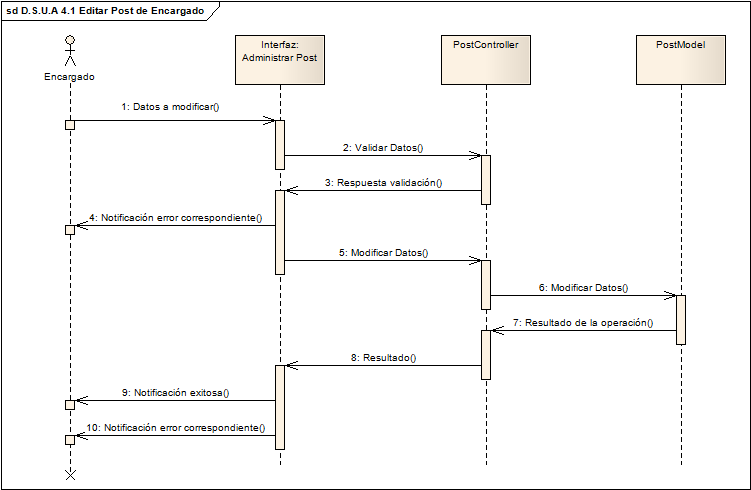 sd D.S.U.A 4.1 Editar Post de Encargado
Encargado
Interfaz:
Administrar Post
PostController
PostModel
1: Datos a modificar()
2: Validar Datos()
3: Respuesta validación()
4: Notificación error correspondiente()
5: Modificar Datos()
6: Modificar Datos()
7: Resultado de la operación()
8: Resultado()
9: Notificación exitosa()
10: Notificación error correspondiente()